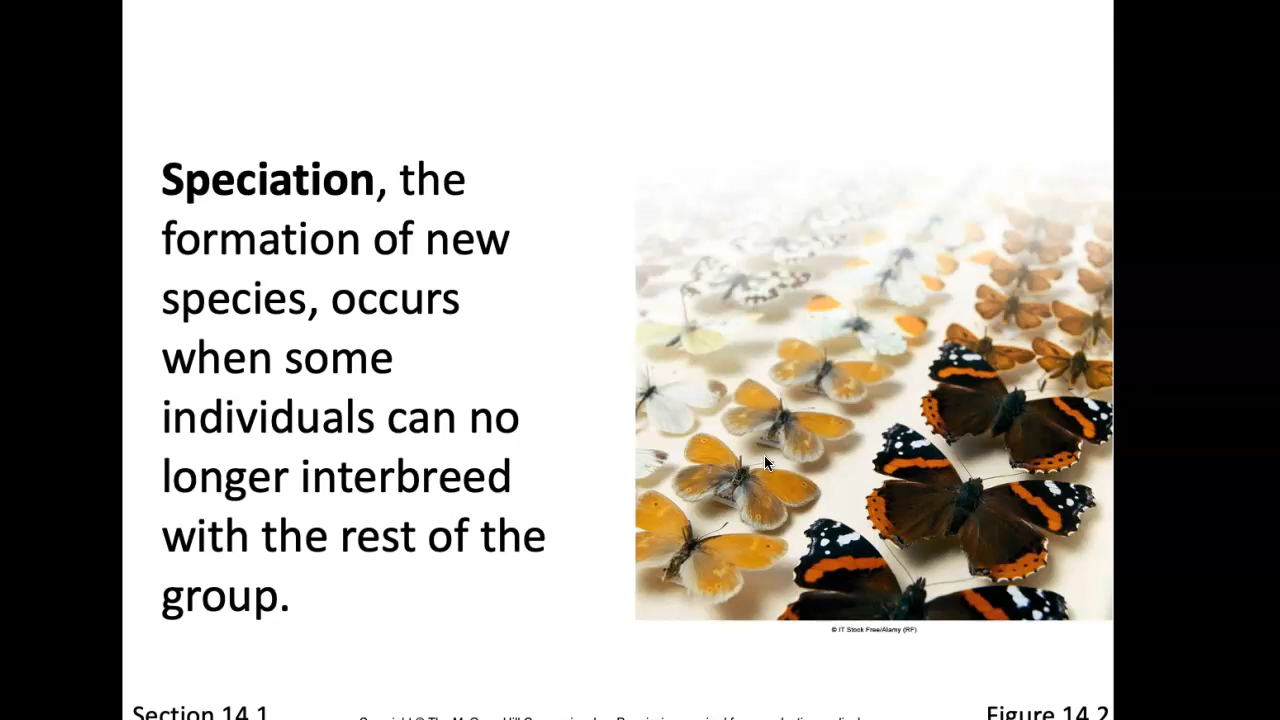 Speciation, the
formation of new
species, occurs
when some
individuals can no
longer interbreed
with the rest of the
group.
© IT Stock Free/Alamy (RF)
Section 14.1
Figure 14.2